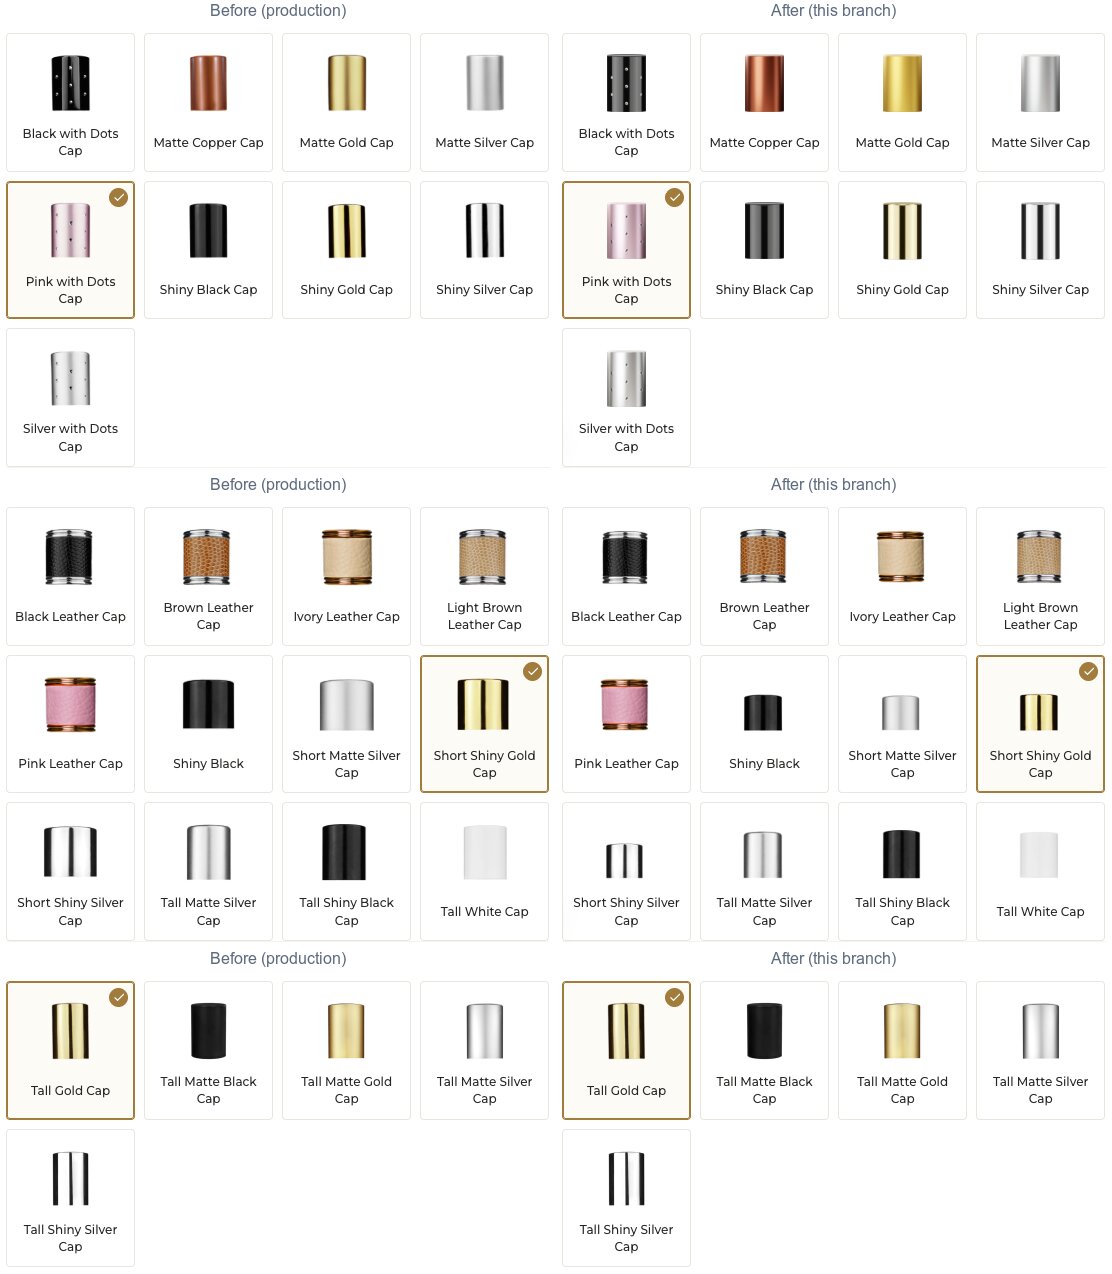 Before (production)
After (this branch)
Black with Dots
Cap
Matte Copper Cap
Matte Gold Cap
Matte Silver Cap
Black with Dots
Cap
Matte Copper Cap
Matte Gold Cap
Matte Silver Cap
Pink with Dots
Cap
Shiny Black Cap
Shiny Gold Cap
Shiny Silver Cap
Pink with Dots
Cap
Shiny Black Cap
Shiny Gold Cap
Shiny Silver Cap
Silver with Dots
Cap
Silver with Dots
Cap
Before (production)
After (this branch)
Black Leather Cap
Brown Leather
Cap
Ivory Leather Cap
Light Brown
Leather Cap
Black Leather Cap
Brown Leather
Cap
Ivory Leather Cap
Light Brown
Leather Cap
Pink Leather Cap
Shiny Black
Short Matte Silver
Cap
Short Shiny Gold
Cap
Pink Leather Cap
Shiny Black
Short Matte Silver
Cap
Short Shiny Gold
Cap
Short Shiny Silver
Cap
Tall Matte Silver
Cap
Tall Shiny Black
Cap
Tall White Cap
Short Shiny Silver
Cap
Tall Matte Silver
Cap
Tall Shiny Black
Cap
Tall White Cap
Before (production)
After (this branch)
Tall Gold Cap
Tall Matte Black
Cap
Tall Matte Gold
Cap
Tall Matte Silver
Cap
Tall Gold Cap
Tall Matte Black
Cap
Tall Matte Gold
Cap
Tall Matte Silver
Cap
Tall Shiny Silver
Cap
Tall Shiny Silver
Cap